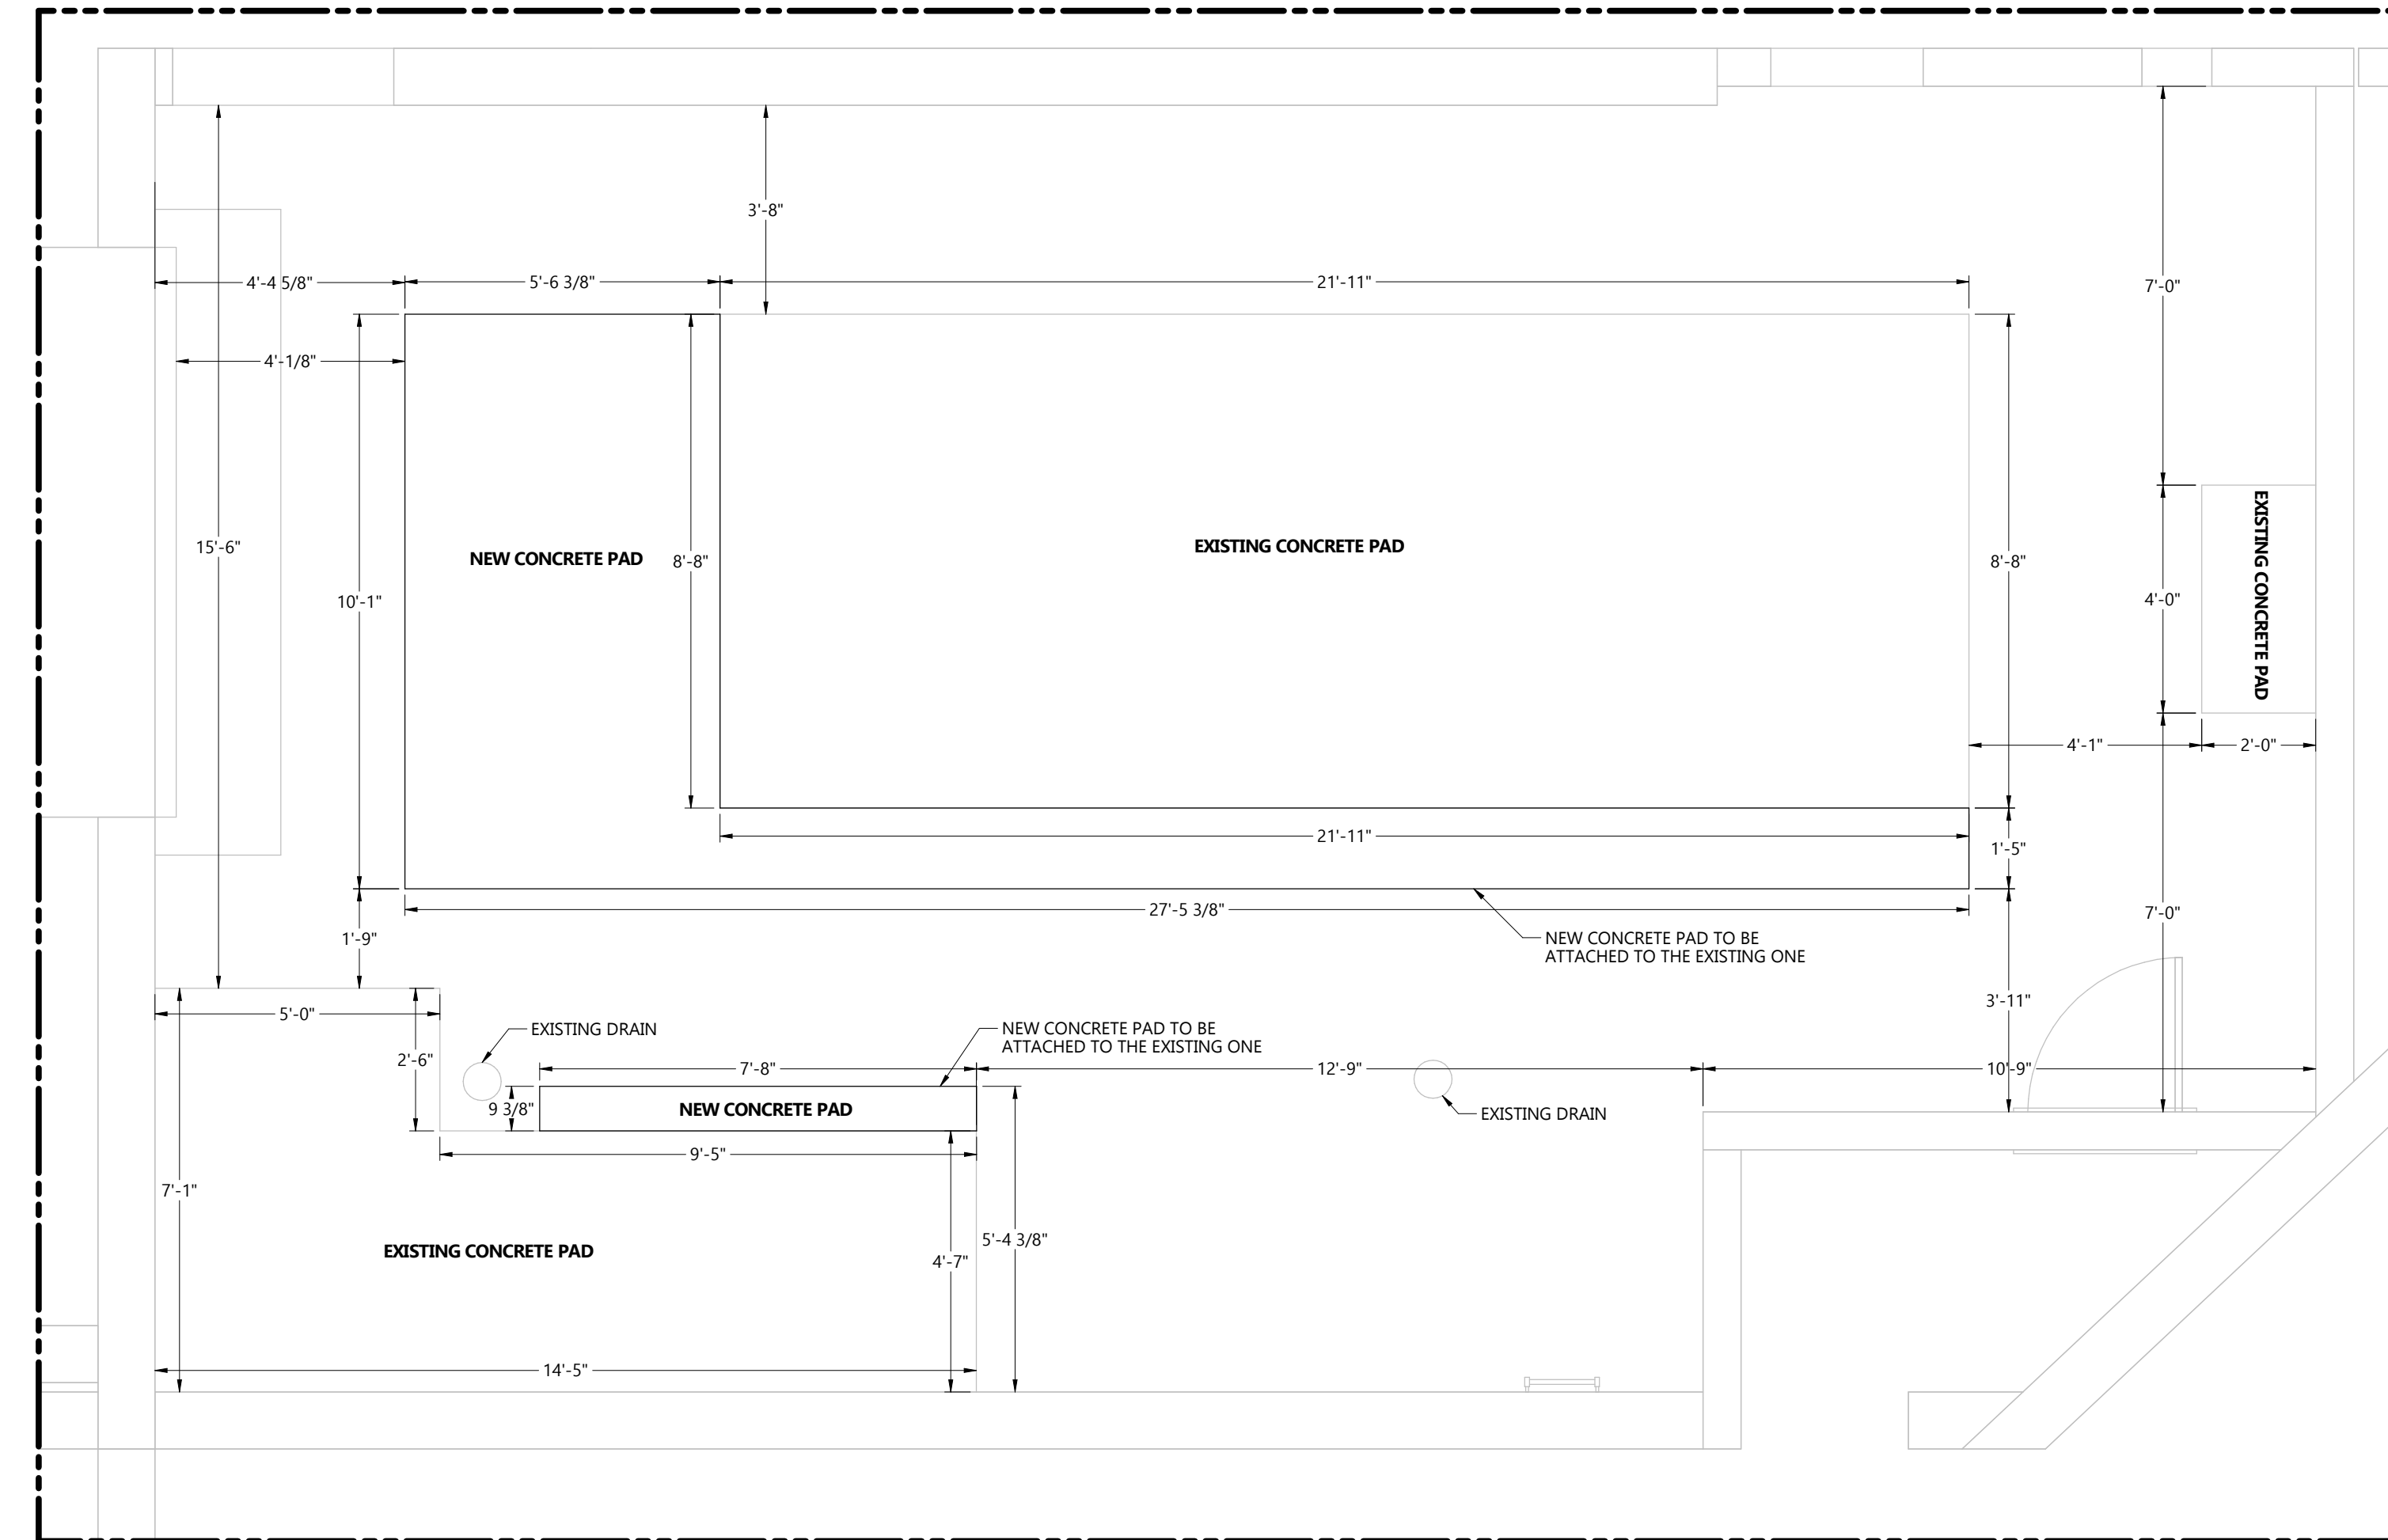 3'-8"
4'-4 5/8"
5'-6 3/8"
21'-11"
7'-0"
4'-1/8"
15'-6"
NEW CONCRETE PAD
8'-8"
EXISTING CONCRETE PAD
8'-8"
10'-1"
4'-0"
EXISTING CONCRETE PAD
4'-1"
2'-0"
21'-11"
1'-5"
27'-5 3/8"
7'-0"
1'-9"
NEW CONCRETE PAD TO BE
ATTACHED TO THE EXISTING ONE
3'-11"
5'-0"
EXISTING DRAIN
NEW CONCRETE PAD TO BE
ATTACHED TO THE EXISTING ONE
2'-6"
7'-8"
12'-9"
10'-9"
9 3/8"
NEW CONCRETE PAD
EXISTING DRAIN
9'-5"
7'-1"
EXISTING CONCRETE PAD
4'-7"
5'-4 3/8"
14'-5"